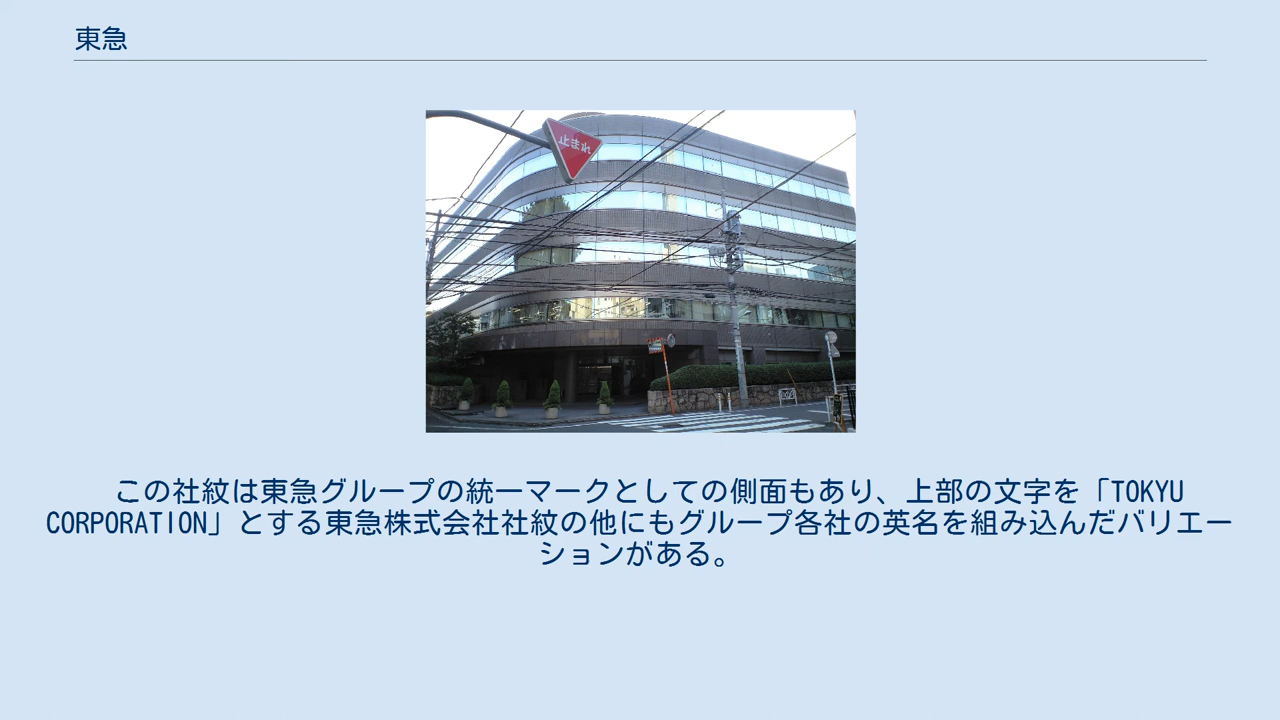 東急
止まれ
この社紋は東急グループの統一マークとしての側面もあり、上部の文字を「TOKYU
CORPORATION」とする東急株式会社社紋の他にもグループ各社の英名を組み込んだバリエー
ションがある。